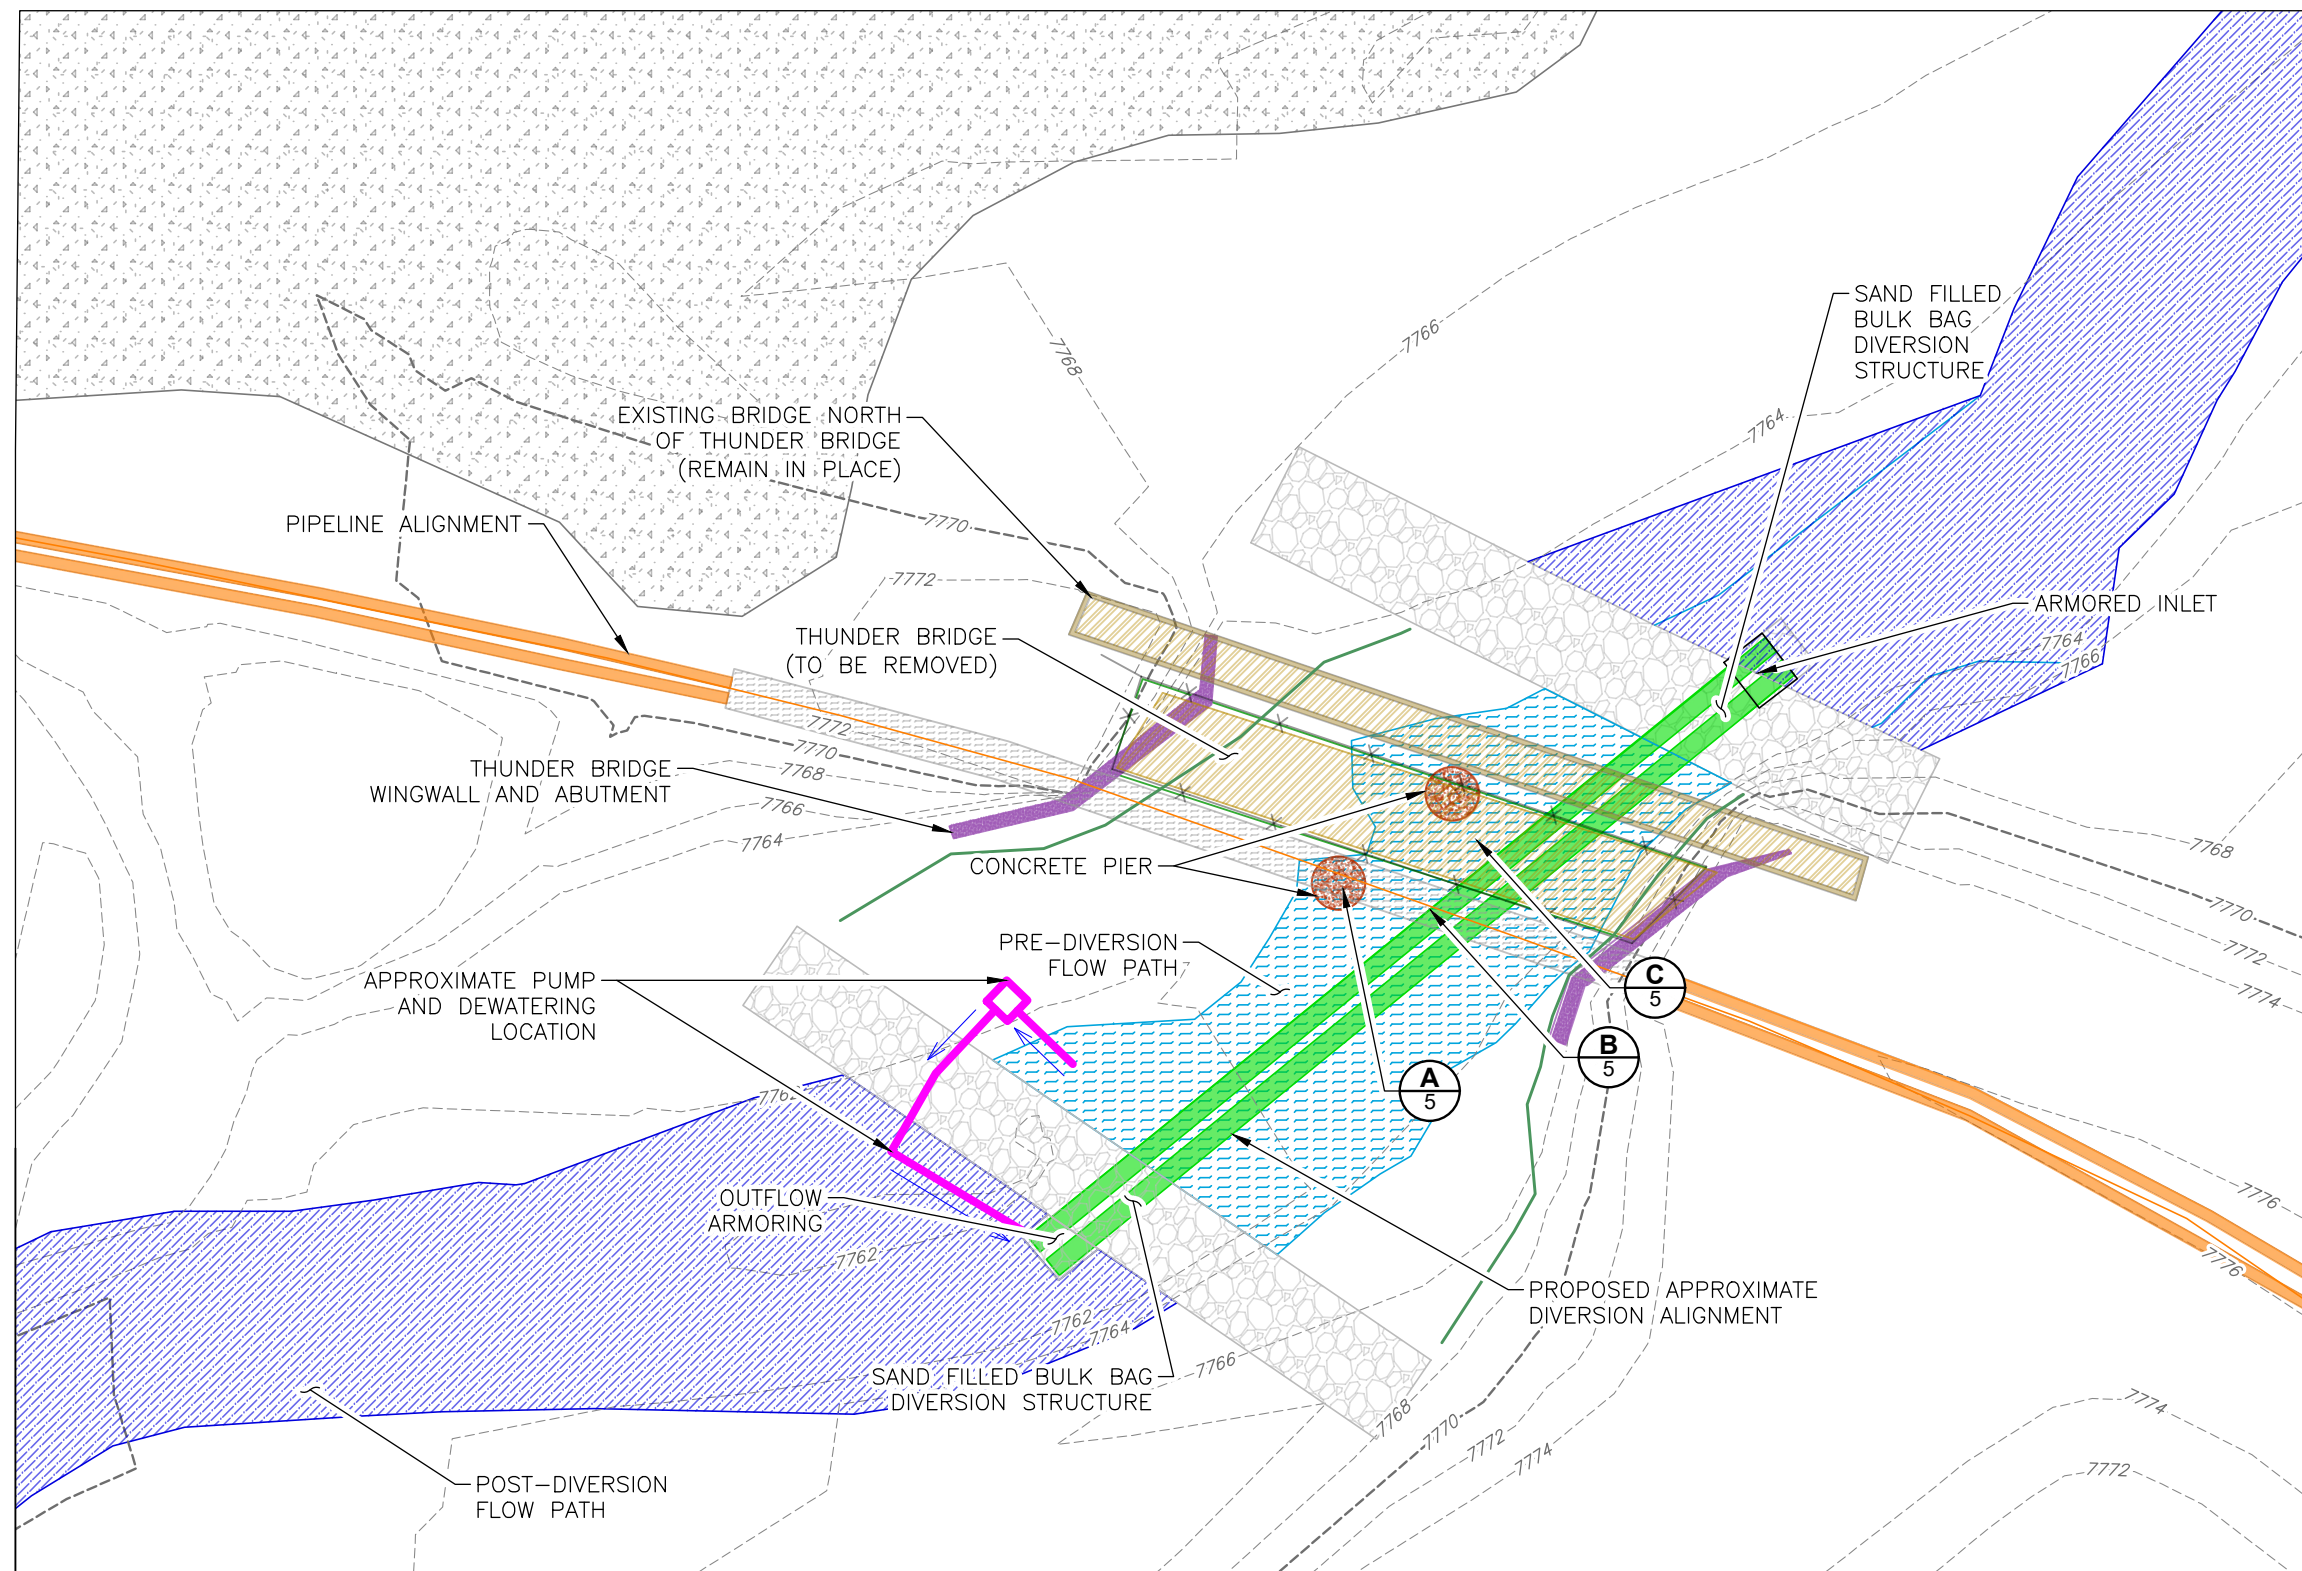 SAND FILLED
BULK BAG
DIVERSION
STRUCTURE
7766
7768
7764
EXISTING BRIDGE NORTH
OF THUNDER BRIDGE
(REMAIN IN PLACE)
PIPELINE ALIGNMENT
7770
7772
ARMORED INLET
THUNDER BRIDGE
(TO BE REMOVED)
7764
7766
7772
7770
7768
THUNDER BRIDGE
WINGWALL AND ABUTMENT
7766
7764
7768
CONCRETE PIER
7770
PRE-DIVERSION
FLOW PATH
7772
APPROXIMATE PUMP
AND DEWATERING
LOCATION
C
5
7774
B
5
A
5
7762
OUTFLOW
ARMORING
7776
7762
7776
PROPOSED APPROXIMATE
DIVERSION ALIGNMENT
7762
7764
7766
SAND FILLED BULK BAG
DIVERSION STRUCTURE
7768
7770
7772
7774
7774
7772
POST-DIVERSION
FLOW PATH